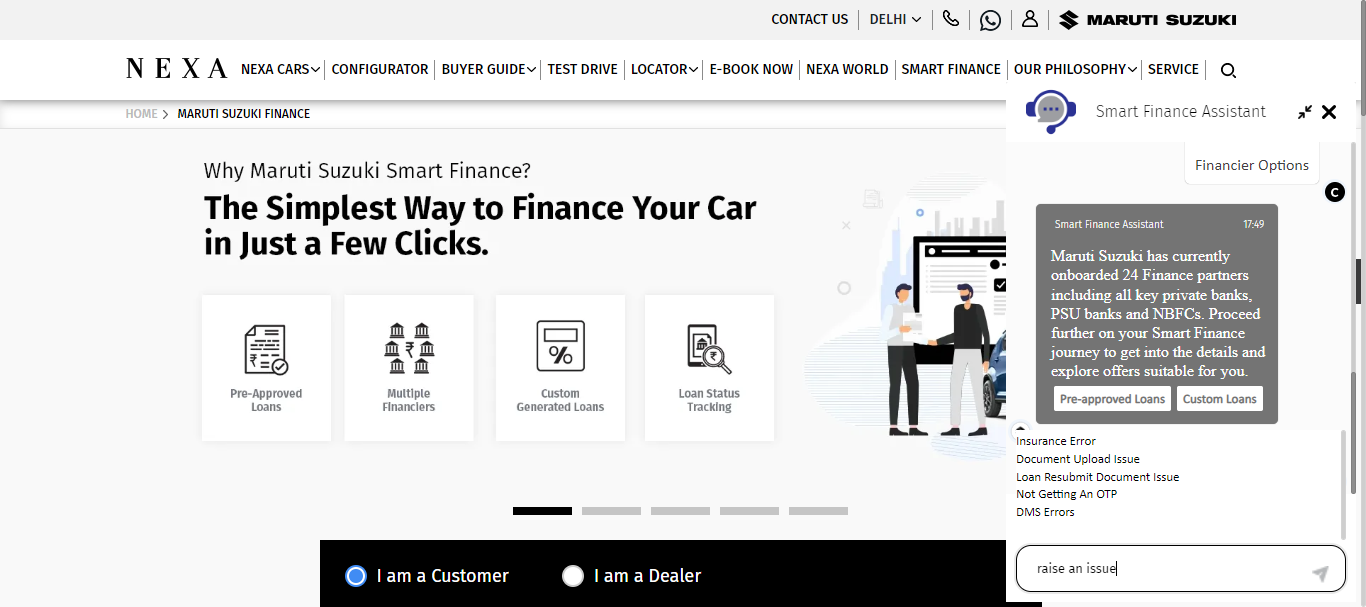 CONTACT US
DELHI
MARUTI SUZUKI
NEXA
NEXA CARS
CONFIGURATOR
BUYER GUIDE
TEST DRIVE
LOCATOR
E-BOOK NOW
NEXA WORLD
SMART FINANCE
OUR PHILOSOPHY
SERVICE
HOME
MARUTI SUZUKI FINANCE
Why Maruti Suzuki Smart Finance?
The Simplest Way to Finance Your Car
in Just a Few Clicks.
Pre-Approved
Loans
Multiple
Financiers
Custom
Generated Loans
Loan Status
Tracking
I am a Customer
I am a Dealer
Smart Finance Assistant
Financier Options
C
Smart Finance Assistant
17:49
Maruti Suzuki has currently
onboarded 24 Finance partners
including all key private banks,
PSU banks and NBFCs. Proceed
further on your Smart Finance
journey to get into the details and
explore offers suitable for you.
Pre-approved Loans
Custom Loans
Insurance Error
Document Upload Issue
Loan Resubmit Document Issue
Not Getting An OTP
DMS Errors
raise an issue